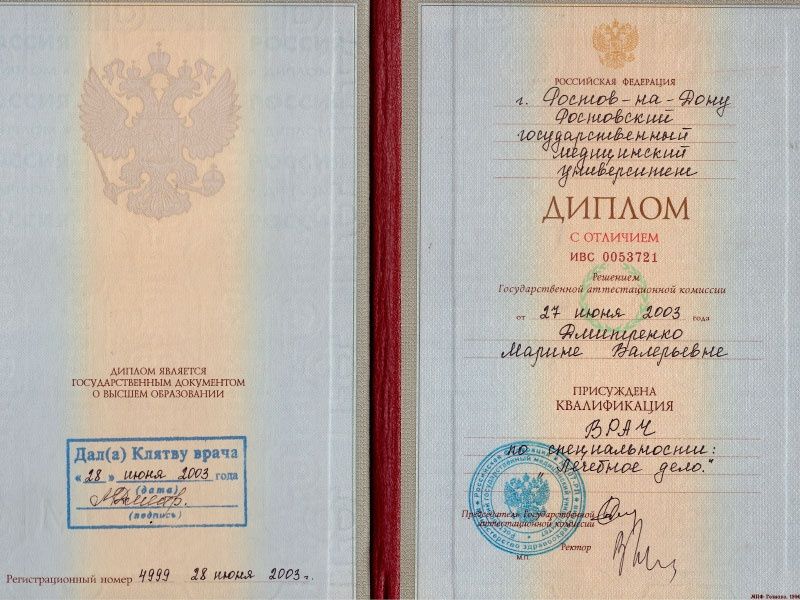 ДИПЛОМ ЯВЛЯЕТСЯ
ГОСУДАРСТВЕННЫМ ДОКУМЕНТОМ
О ВЫСШЕМ ОБРАЗОВАНИИ
Дал(а) Клятву врача
« 28 » июня 2003 года
(дата)
(подпись)
Регистрационный номер 4999 28 июня 2003 г.
РОССИЙСКАЯ ФЕДЕРАЦИЯ
г. Ростов-на-Дону
Ростовский
государственный
медицинский
университет
ДИПЛОМ
С ОТЛИЧИЕМ
ИВС 0053721
Решением
Государственной аттестационной комиссии
от 27 июня 2003 года
Дмитренко
Марине Валерьевне
ПРИСУЖДЕНА
КВАЛИФИКАЦИЯ
ВРАЧ
по специальности:
"Лечебное дело."
Председатель Государственной
аттестационной комиссии
Ректор
М.П.